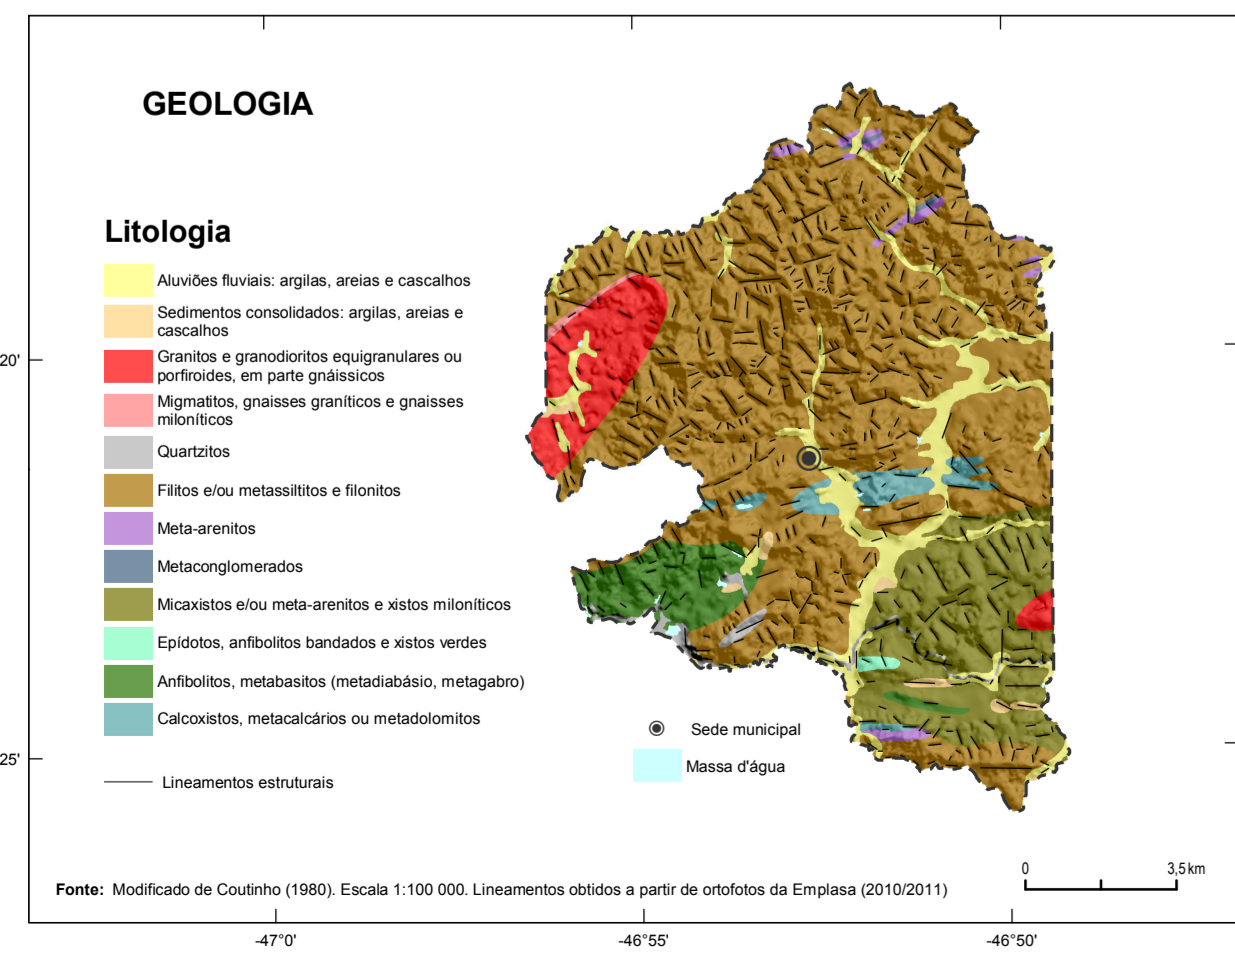 GEOLOGIA
Litologia
Aluviões fluviais: argilas, areias e cascalhos
Sedimentos consolidados: argilas, areias e
cascalhos
Granitos e granodioritos equigranulares ou
porfiroides, em parte gnáissicos
Migmatitos, gnaisses graníticos e gnaisses
miloníticos
Quartzitos
Filitos e/ou metassiltitos e filonitos
Meta-arenitos
Metaconglomerados
Micaxistos e/ou meta-arenitos e xistos miloníticos
Epídotos, anfibolitos bandados e xistos verdes
Anfibolitos, metabasitos (metadiabásio, metagabro)
Calcoxistos, metacalcários ou metadolomitos
Lineamentos estruturais
Sede municipal
Massa d'água
20'
25'
0 3,5 km
Fonte: Modificado de Coutinho (1980). Escala 1:100 000. Lineamentos obtidos a partir de ortofotos da Emplasa (2010/2011)
-47°0' -46°55' -46°50'